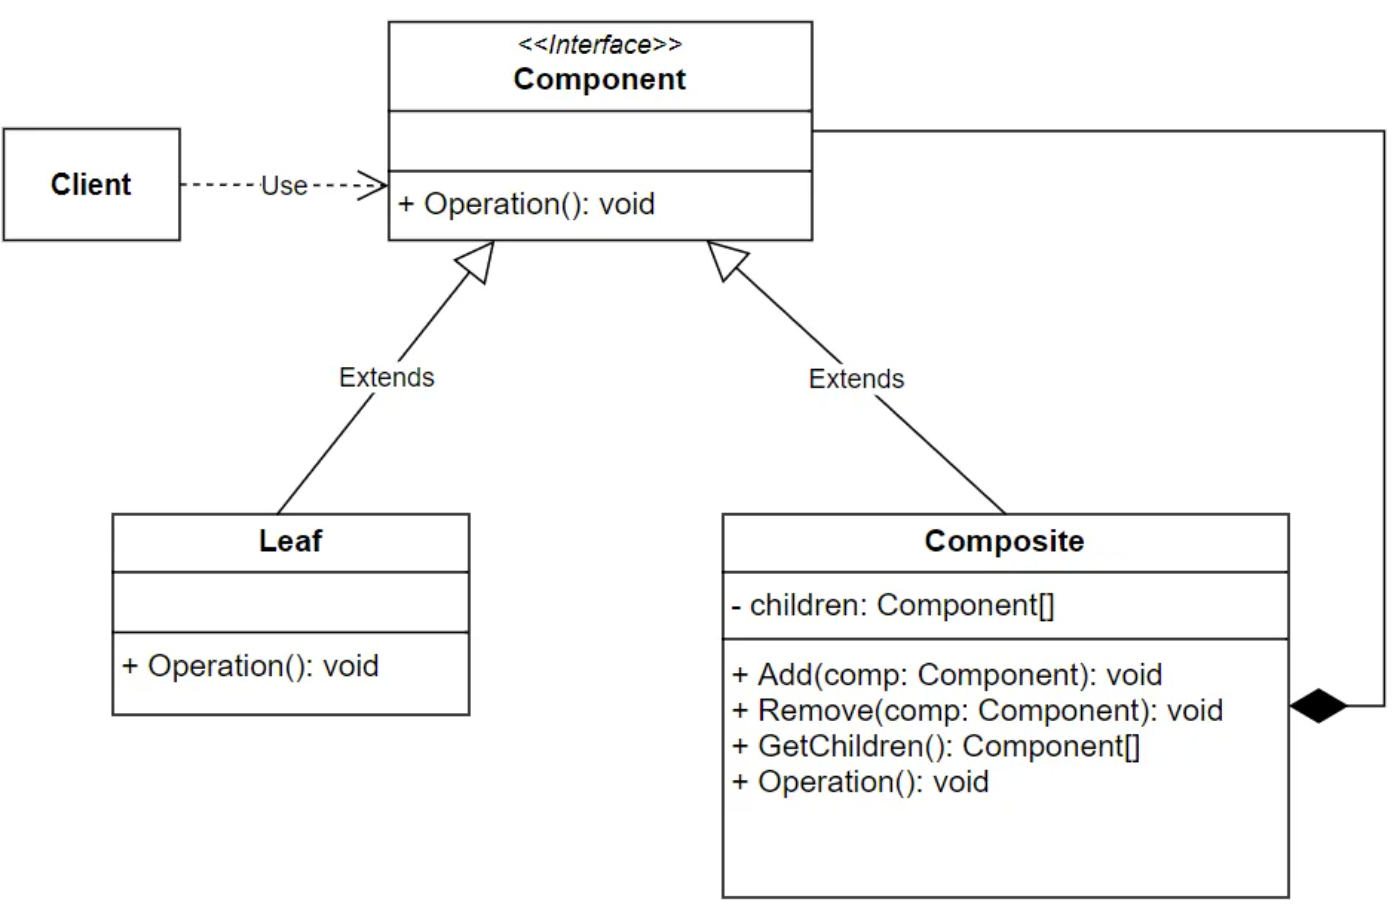 <<Interface>>
Component
Client
Use
+ Operation(): void
Extends
Extends
Leaf
+ Operation(): void
Composite
- children: Component[]
+ Add(comp: Component): void
+ Remove(comp: Component): void
+ GetChildren(): Component[]
+ Operation(): void